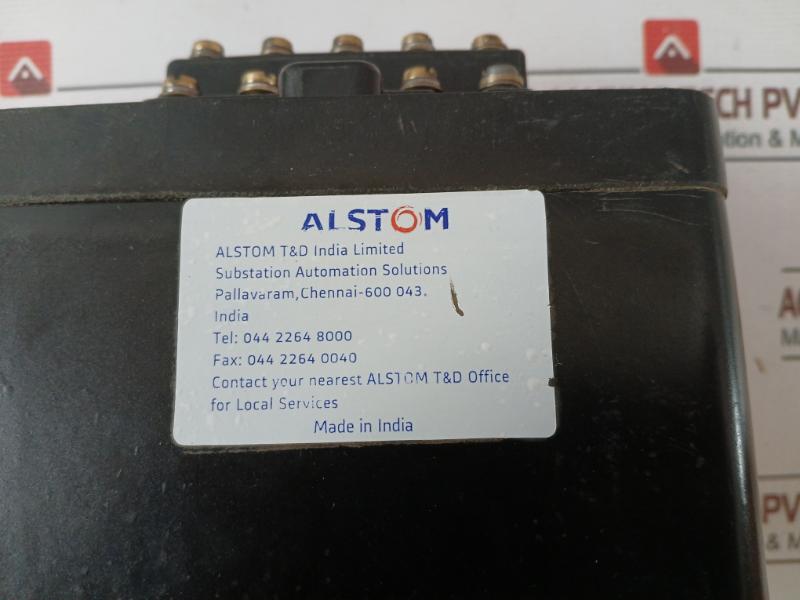 ALSTOM
ALSTOM T&D India Limited
Substation Automation Solutions
Pallavaram,Chennai-600 043.
India
Tel: 044 2264 8000
Fax: 044 2264 0040
Contact your nearest ALSTOM T&D Office
for Local Services
Made in India
PV
& M